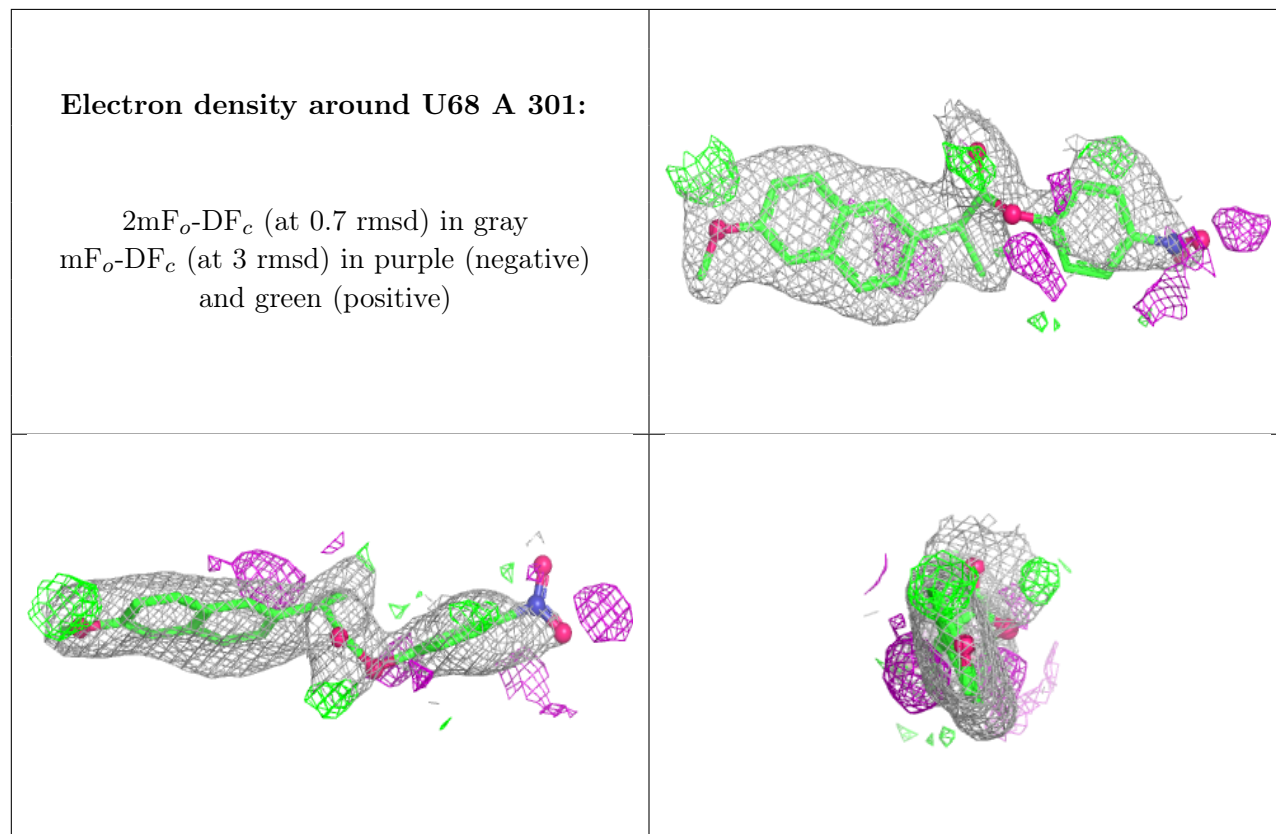 Electron density around U68 A 301:
2mFo-DFc (at 0.7 rmsd) in gray
mFo-DFc (at 3 rmsd) in purple (negative)
and green (positive)